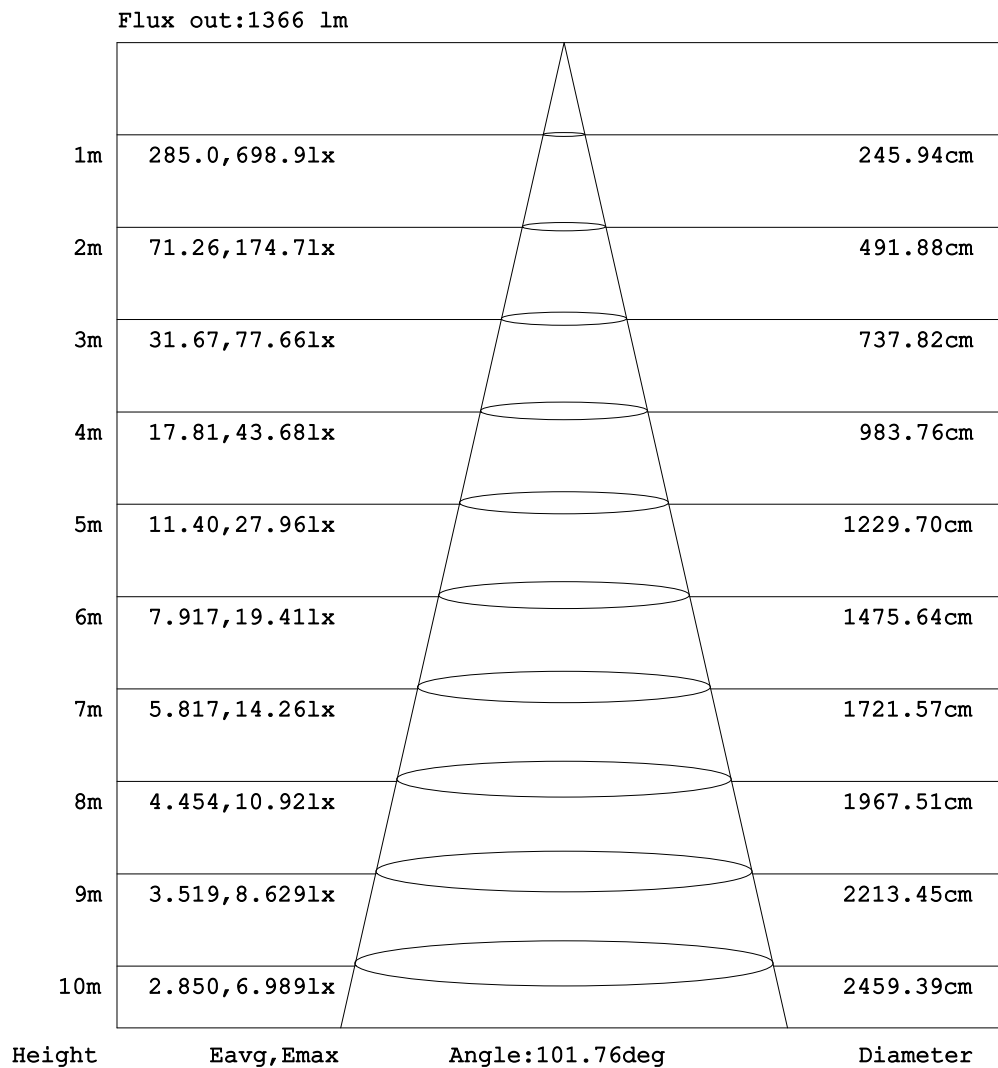 Flux out:1366 lm
1m 285.0,698.9lx 245.94cm
2m 71.26,174.7lx 491.88cm
3m 31.67,77.66lx 737.82cm
4m 17.81,43.68lx 983.76cm
5m 11.40,27.96lx 1229.70cm
6m 7.917,19.41lx 1475.64cm
7m 5.817,14.26lx 1721.57cm
8m 4.454,10.92lx 1967.51cm
9m 3.519,8.629lx 2213.45cm
10m 2.850,6.989lx 2459.39cm
Height Eavg,Emax Angle:101.76deg Diameter